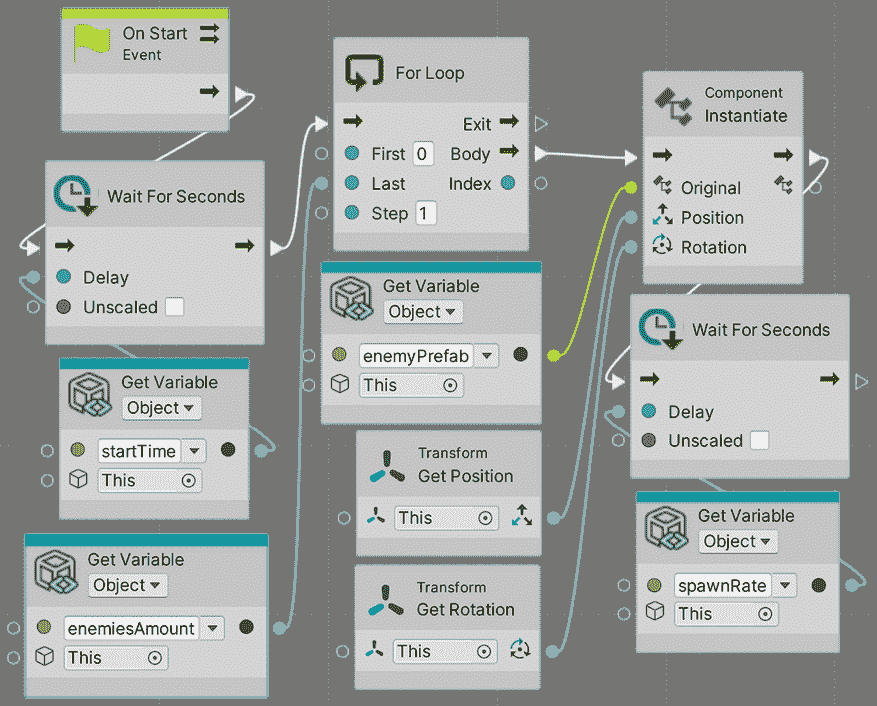 On Start
Event
Wait For Seconds
Delay
Unscaled
Get Variable
Object
startTime
This
Get Variable
Object
enemiesAmount
This
For Loop
Exit
First 0 Body
Last Index
Step 1
Get Variable
Object
enemyPrefab
This
Transform
Get Position
This
Transform
Get Rotation
This
Component
Instantiate
Original
Position
Rotation
Wait For Seconds
Delay
Unscaled
Get Variable
Object
spawnRate
This